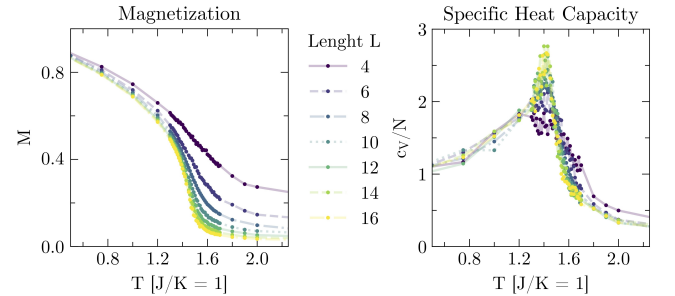 Magnetization
M
0.8
0.4
0.0
0.8 1.2 1.6 2.0
T [J/K = 1]
Lenght L
4
6
8
10
12
14
16
Specific Heat Capacity
cv/N
3
2
1
0
0.8 1.2 1.6 2.0
T [J/K = 1]